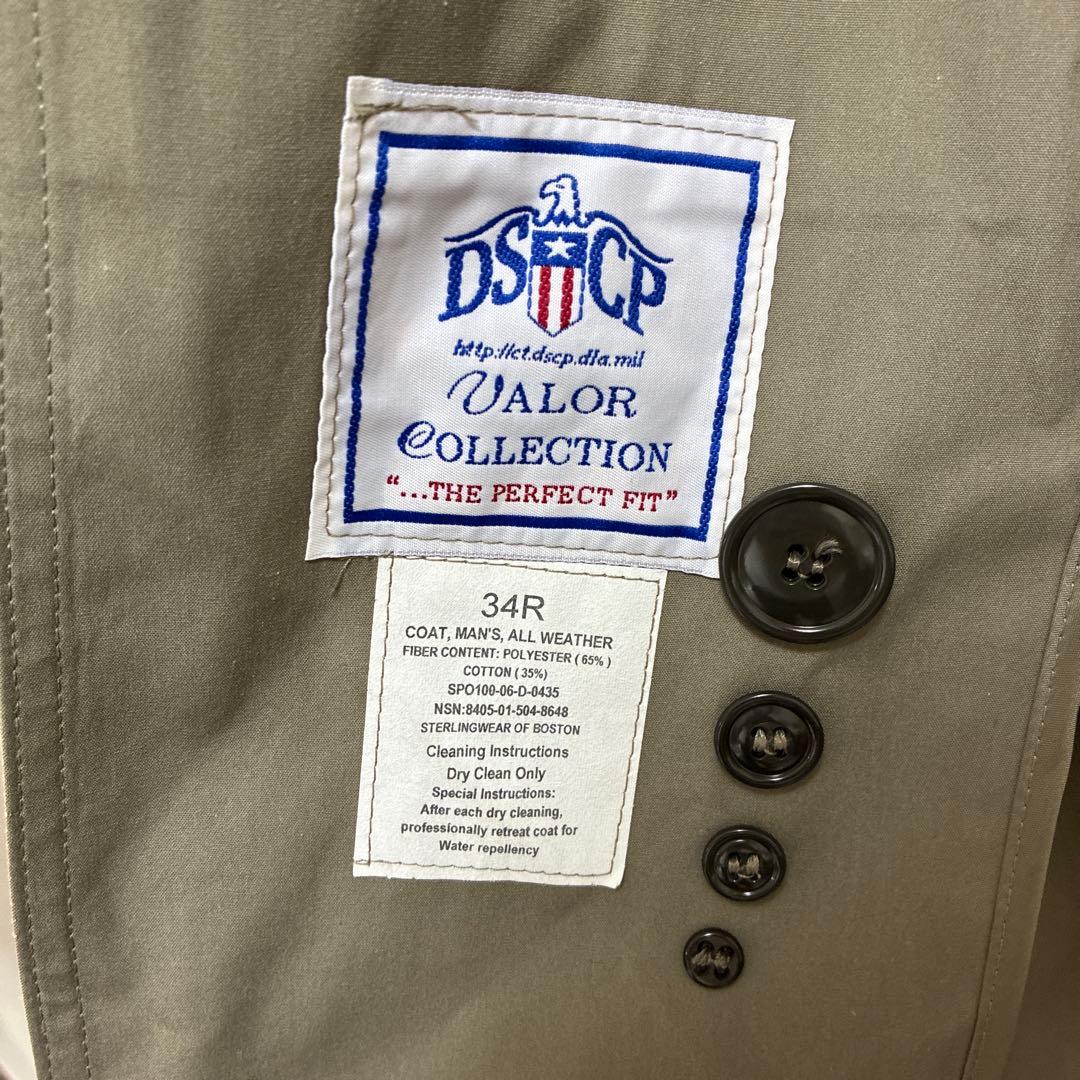 DSCP
http://ct.dscp.dla.mil
VALOR
COLLECTION
"...THE PERFECT FIT"
34R
COAT, MAN'S, ALL WEATHER
FIBER CONTENT: POLYESTER ( 65% )
COTTON ( 35%)
SPO100-06-D-0435
NSN:8405-01-504-8648
STERLINGWEAR OF BOSTON
Cleaning Instructions
Dry Clean Only
Special Instructions:
After each dry cleaning,
professionally retreat coat for
Water repellency